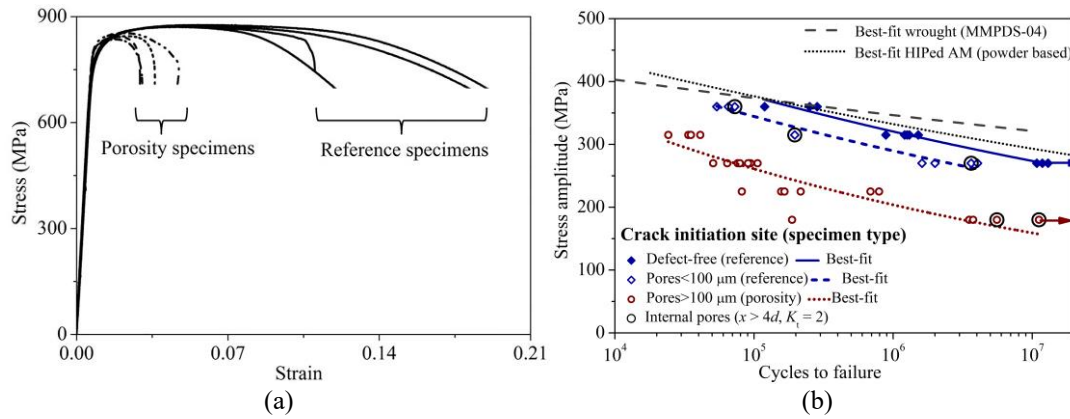 900
600
300
0
Stress (MPa)
Porosity specimens
Reference specimens
0.00
0.07
0.14
0.21
Strain
(a)
500
400
300
200
100
0
Stress amplitude (MPa)
Best-fit wrought (MMPDS-04)
Best-fit HIPed AM (powder based)
Crack initiation site (specimen type)
Defect-free (reference) Best-fit
Pores<100 μm (reference) Best-fit
Pores>100 μm (porosity) Best-fit
Internal pores (x > 4d, Kt = 2)
10^4
10^5
10^6
10^7
Cycles to failure
(b)